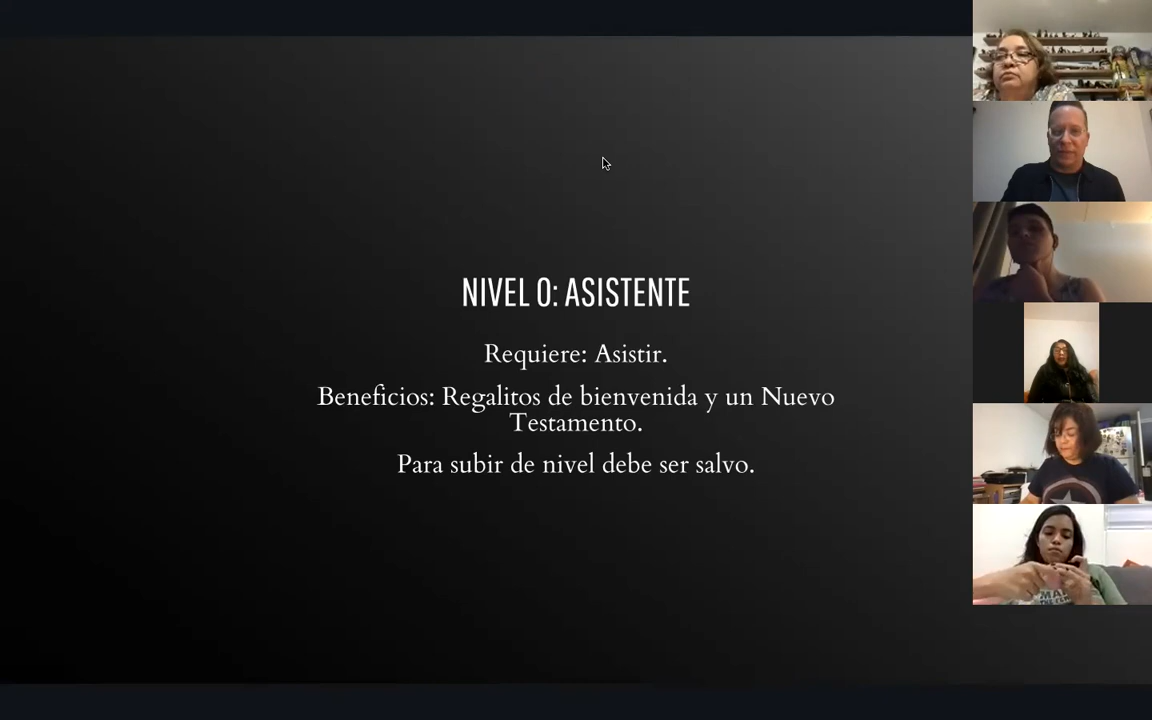 NIVEL 0: ASISTENTE
Requiere: Asistir.
Beneficios: Regalitos de bienvenida y un Nuevo
Testamento.
Para subir de nivel debe ser salvo.